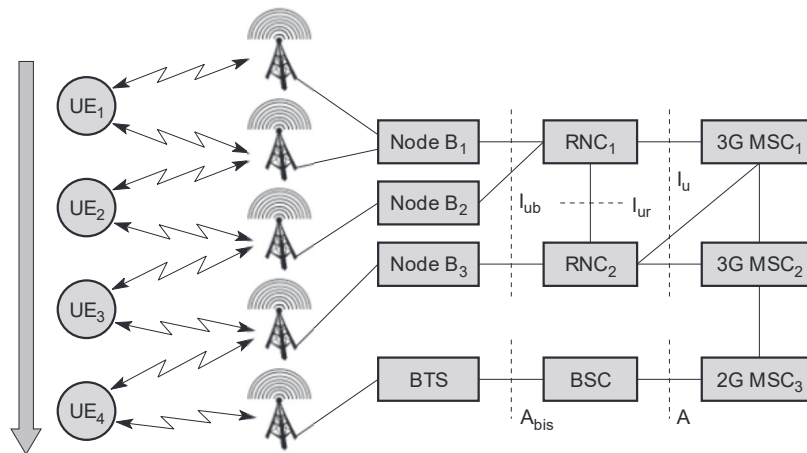 UE1
Node B1
RNC1
3G MSC1
Iu
UE2
Node B2
Iub
Iur
Node B3
RNC2
3G MSC2
UE3
BTS
BSC
2G MSC3
UE4
Abis
A